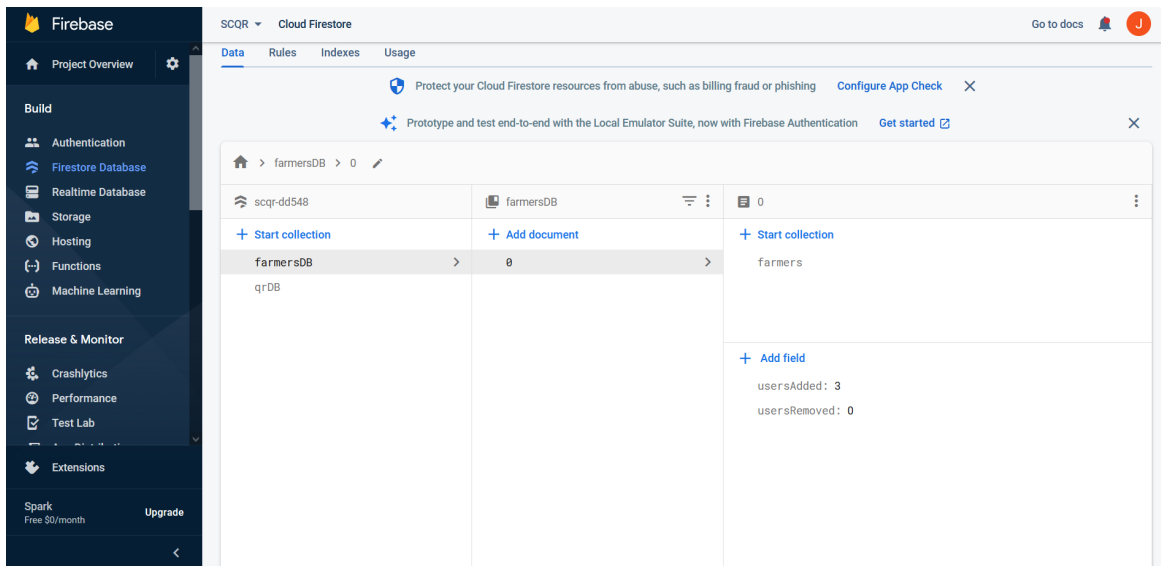 Firebase
Project Overview
Build
Authentication
Firestore Database
Realtime Database
Storage
Hosting
Functions
Machine Learning
Release & Monitor
Crashlytics
Performance
Test Lab
Extensions
Spark
Free $0/month
Upgrade
SCQR
Cloud Firestore
Go to docs
J
Data
Rules
Indexes
Usage
Protect your Cloud Firestore resources from abuse, such as billing fraud or phishing
Configure App Check
Prototype and test end-to-end with the Local Emulator Suite, now with Firebase Authentication
Get started
> farmersDB > 0
scqr-dd548
+ Start collection
farmersDB
qrDB
farmersDB
+ Add document
0
0
+ Start collection
farmers
+ Add field
usersAdded: 3
usersRemoved: 0